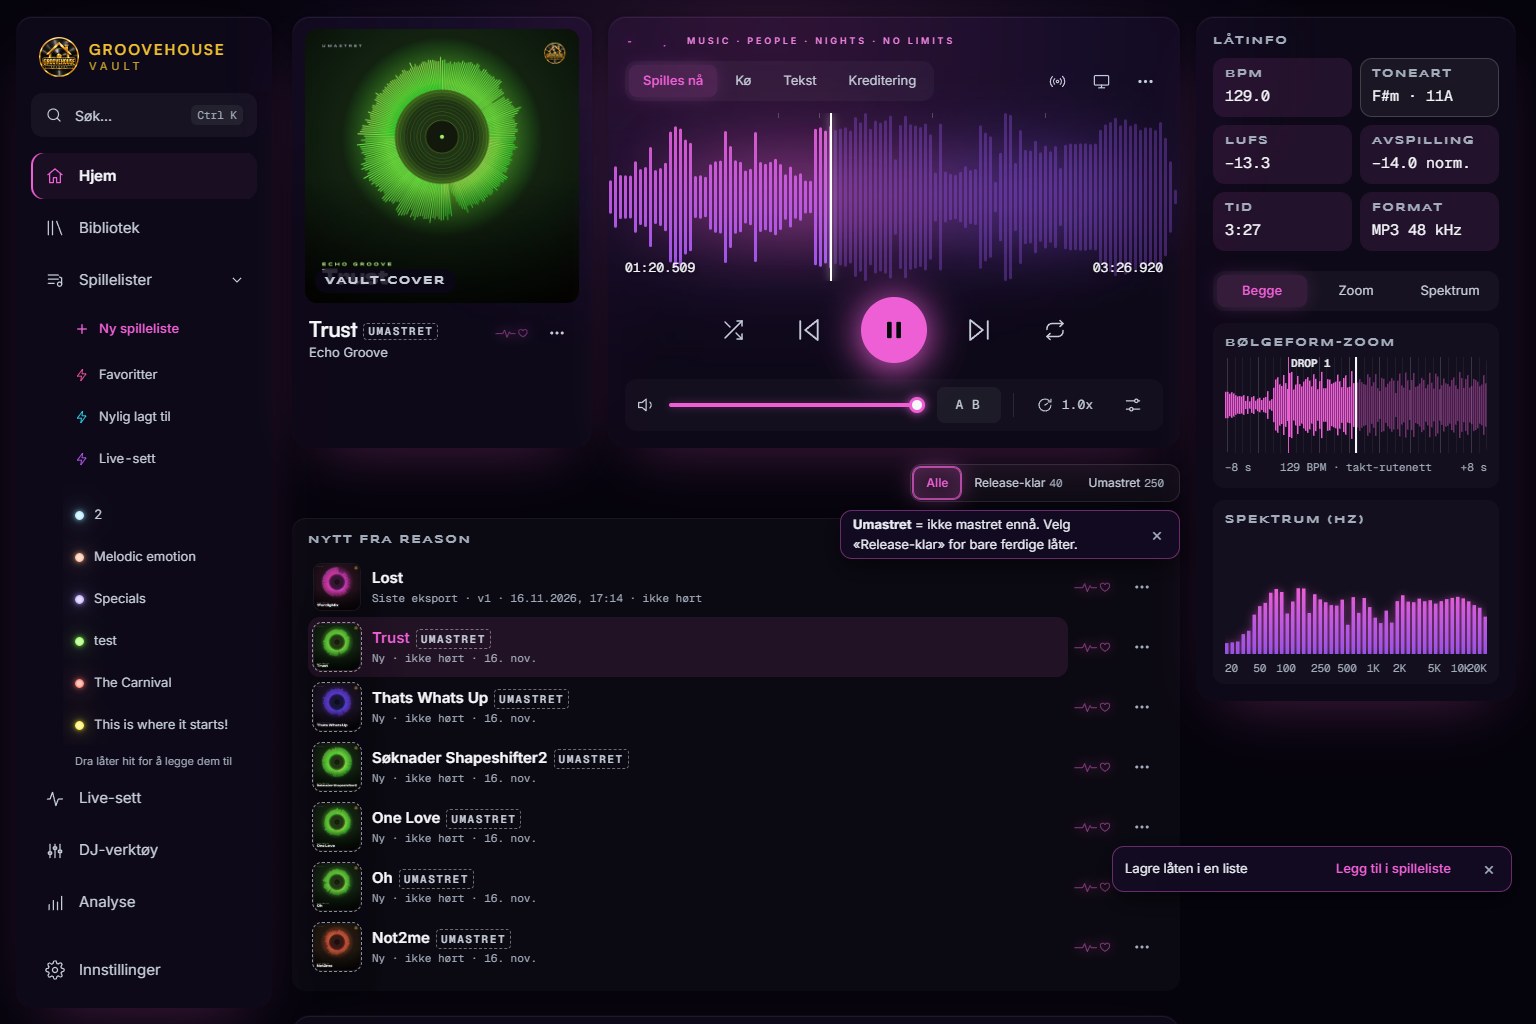 GROOVEHOUSE
VAULT
Søk...
Ctrl K
Hjem
Bibliotek
Spillelister
Ny spilleliste
Favoritter
Nylig lagt til
Live-sett
2
Melodic emotion
Specials
test
The Carnival
This is where it starts!
Dra låter hit for å legge dem til
Live-sett
DJ-verktøy
Analyse
Innstillinger
UMASTRET
ECHO GROOVE
VAULT-COVER
Trust UMASTRET
Echo Groove
MUSIC · PEOPLE · NIGHTS · NO LIMITS
Spilles nå
Kø
Tekst
Kreditering
01:20.509
03:26.920
A B
1.0x
Alle
Release-klar 40
Umastret 250
Umastret = ikke mastret ennå. Velg
«Release-klar» for bare ferdige låter.
NYTT FRA REASON
Lost
Siste eksport · v1 · 16.11.2026, 17:14 · ikke hørt
Trust UMASTRET
Ny · ikke hørt · 16. nov.
Thats Whats Up UMASTRET
Ny · ikke hørt · 16. nov.
Søknader Shapeshifter2 UMASTRET
Ny · ikke hørt · 16. nov.
One Love UMASTRET
Ny · ikke hørt · 16. nov.
Oh UMASTRET
Ny · ikke hørt · 16. nov.
Not2me UMASTRET
Ny · ikke hørt · 16. nov.
LÅTINFO
BPM
129.0
TONEART
F#m · 11A
LUFS
−13.3
AVSPILLING
−14.0 norm.
TID
3:27
FORMAT
MP3 48 kHz
Begge
Zoom
Spektrum
BØLGEFORM-ZOOM
DROP 1
−8 s
129 BPM · takt-rutenett
+8 s
SPEKTRUM (HZ)
20 50 100 250 500 1K 2K 5K 10K 20K
Lagre låten i en liste
Legg til i spilleliste